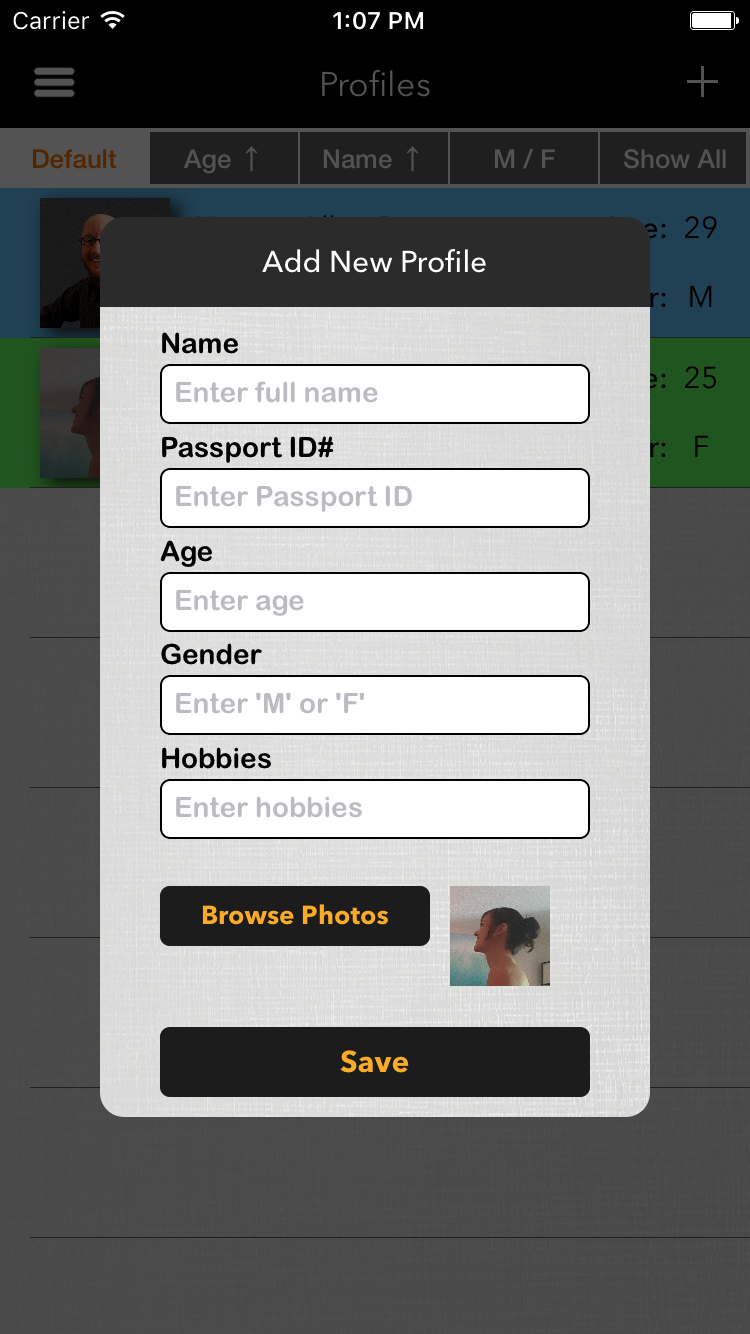 Carrier 1:07 PM
Profiles
Default Age ↑ Name ↑ M / F Show All
29
M
25
F
Add New Profile
Name
Enter full name
Passport ID#
Enter Passport ID
Age
Enter age
Gender
Enter 'M' or 'F'
Hobbies
Enter hobbies
Browse Photos
Save